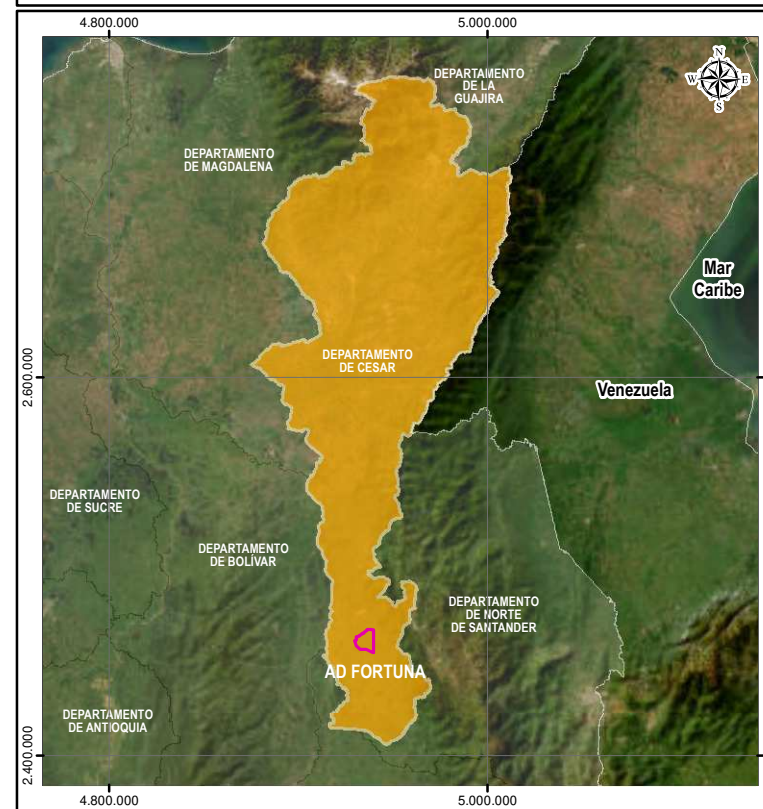 4.800.000
5.000.000
N
W
E
S
DEPARTAMENTO
DE LA
GUAJIRA
DEPARTAMENTO
DE MAGDALENA
Mar
Caribe
DEPARTAMENTO
DE CESAR
2.600.000
Venezuela
DEPARTAMENTO
DE SUCRE
DEPARTAMENTO
DE BOLÍVAR
DEPARTAMENTO
DE NORTE
DE SANTANDER
AD FORTUNA
DEPARTAMENTO
DE ANTIOQUIA
2.400.000
4.800.000
5.000.000